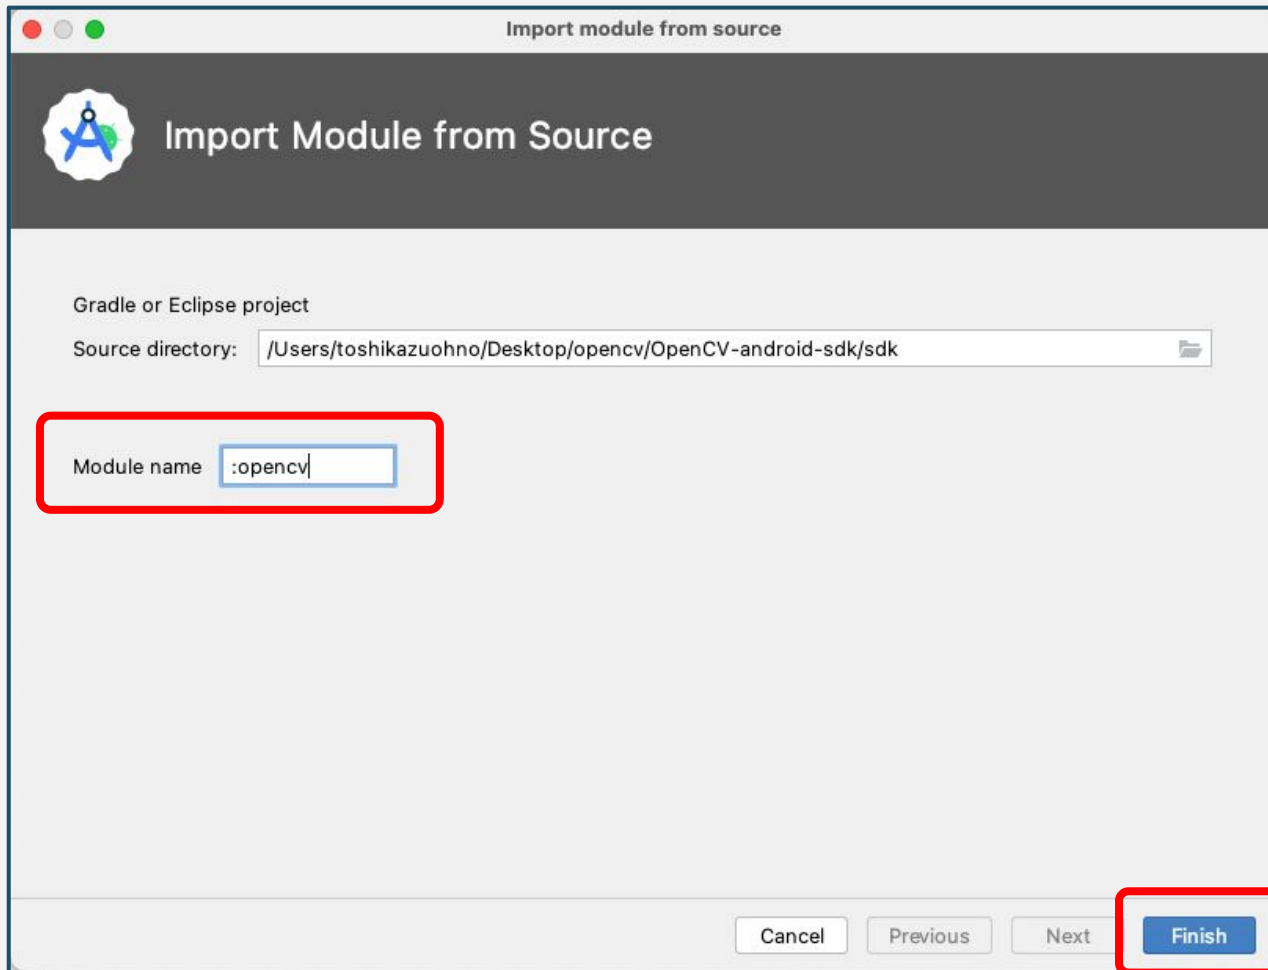 Import module from source
Import Module from Source
Gradle or Eclipse project
Source directory: /Users/toshikazuohno/Desktop/opencv/OpenCV-android-sdk/sdk
Module name :opencv
Cancel Previous Next Finish